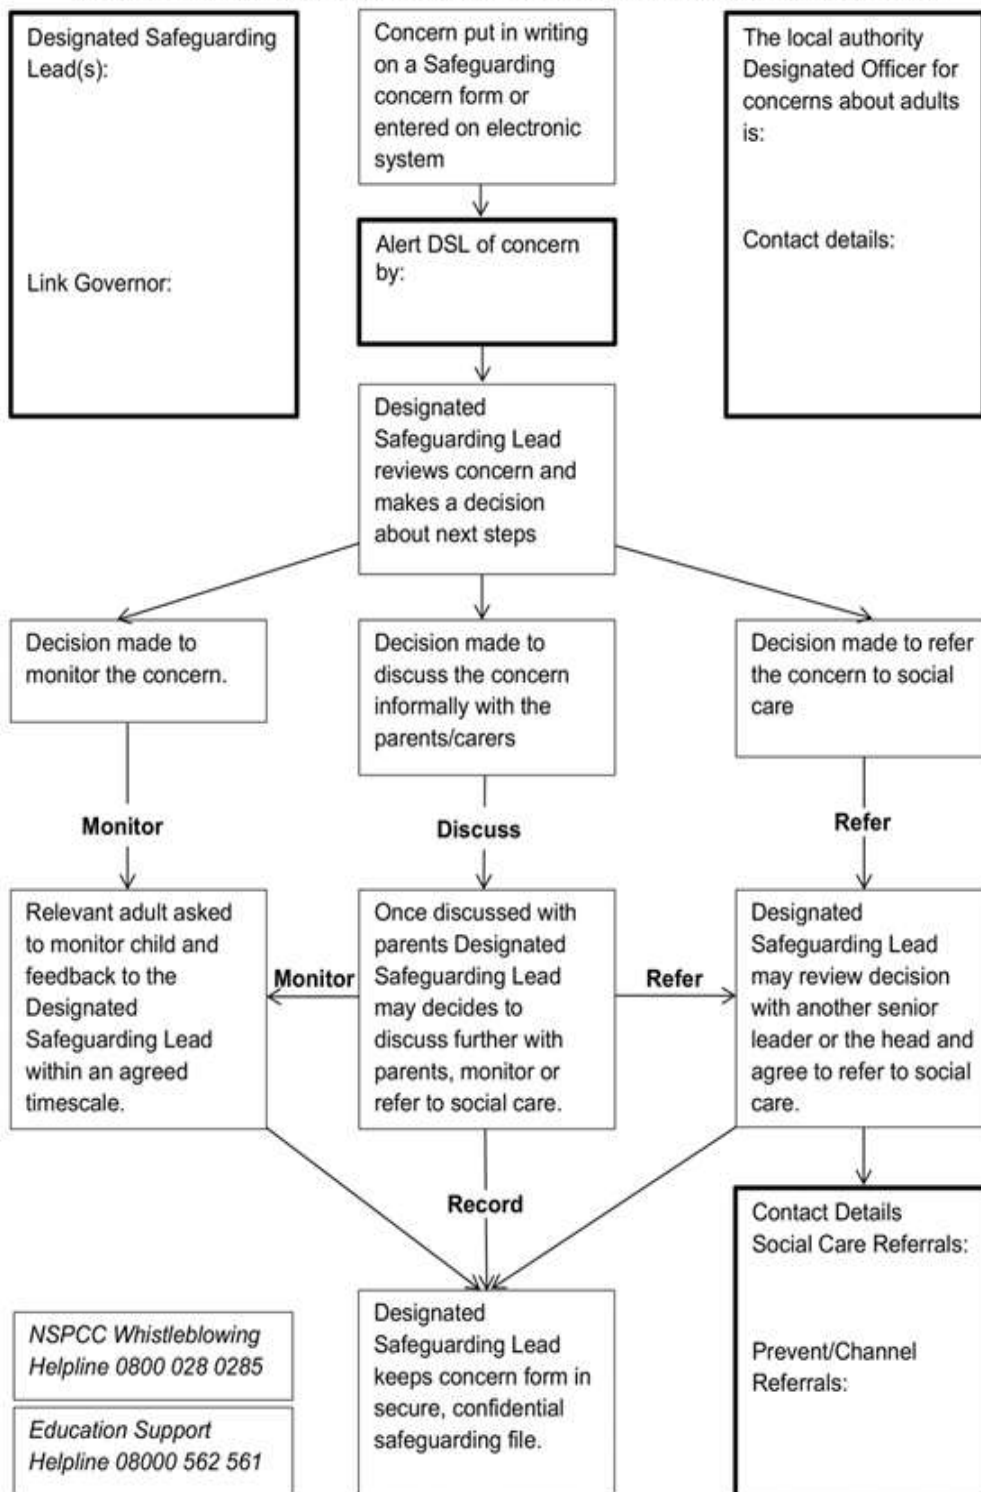 Designated Safeguarding
Lead(s):
Link Governor:
Concern put in writing
on a Safeguarding
concern form or
entered on electronic
system
The local authority
Designated Officer for
concerns about adults
is:
Contact details:
Alert DSL of concern
by:
Designated
Safeguarding Lead
reviews concern and
makes a decision
about next steps
Decision made to
monitor the concern.
Decision made to
discuss the concern
informally with the
parents/carers
Decision made to refer
the concern to social
care
Monitor
Discuss
Refer
Relevant adult asked
to monitor child and
feedback to the
Designated
Safeguarding Lead
within an agreed
timescale.
Monitor
Once discussed with
parents Designated
Safeguarding Lead
may decides to
discuss further with
parents, monitor or
refer to social care.
Refer
Designated
Safeguarding Lead
may review decision
with another senior
leader or the head and
agree to refer to social
care.
Record
Contact Details
Social Care Referrals:
Prevent/Channel
Referrals:
Designated
Safeguarding Lead
keeps concern form in
secure, confidential
safeguarding file.
NSPCC Whistleblowing
Helpline 0800 028 0285
Education Support
Helpline 08000 562 561